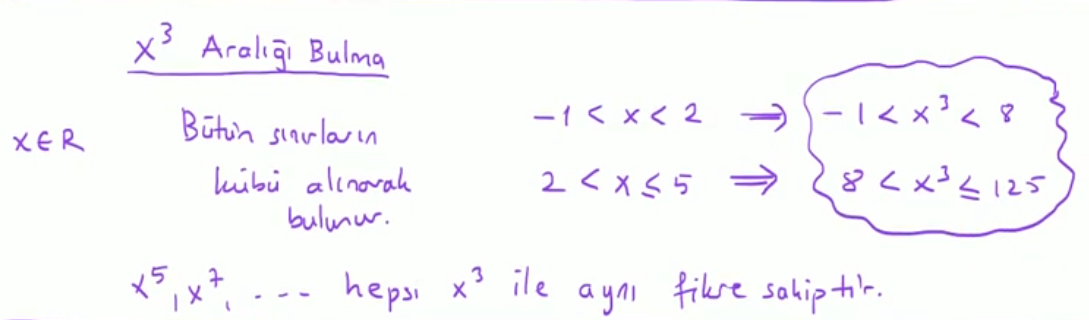 x³ Aralığı Bulma
x∈R Bütün sınırların
kübü alınarak
bulunur.
-1 < x < 2 ⇒ -1 < x³ < 8
2 < x ≤ 5 ⇒ 8 < x³ ≤ 125
x⁵, x⁷, ---- hepsi x³ ile aynı fikre sahiptir.